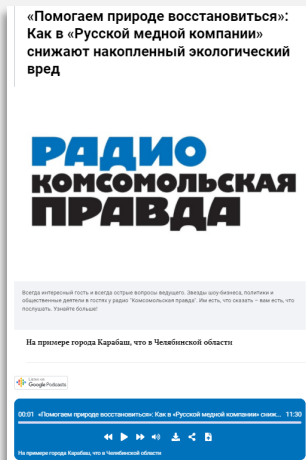 «Помогаем природе восстановиться»:
Как в «Русской медной компании»
снижают накопленный экологический
вред
РАДИО
КОМСОМОЛЬСКАЯ
ПРАВДА
Всегда интересный гость и всегда острые вопросы ведущего. Звезды шоу-бизнеса, политики и
общественные деятели в гостях у радио "Комсомольская правда". Им есть, что сказать – вам есть, что
послушать. Узнайте больше!
На примере города Карабаш, что в Челябинской области
Google Podcasts
00:01 «Помогаем природе восстановиться»: Как в «Русской медной компании» сниж... 11:30
На примере города Карабаш, что в Челябинской области